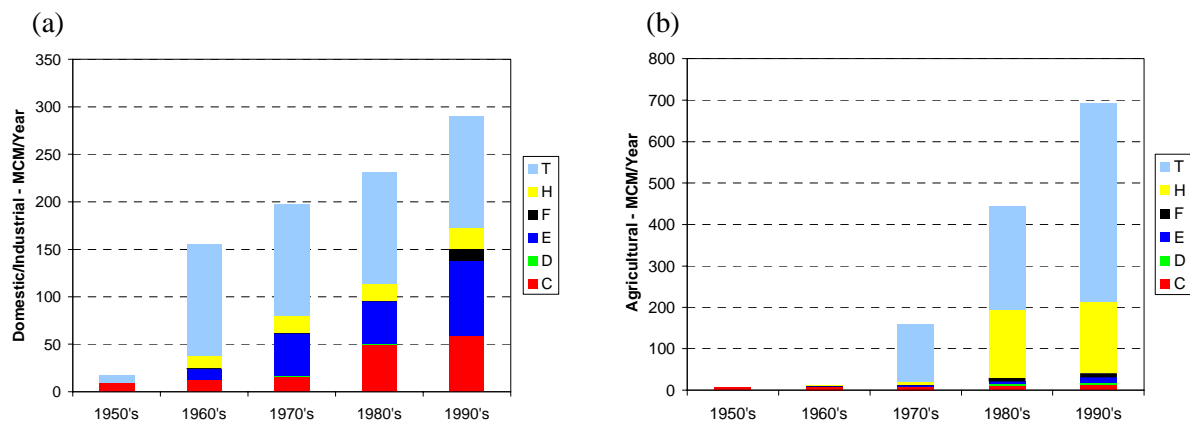 (a)
Domestic/Industrial - MCM/Year
350
300
250
200
150
100
50
0
1950's 1960's 1970's 1980's 1990's
T
H
F
E
D
C
(b)
Agricultural - MCM/Year
800
700
600
500
400
300
200
100
0
1950's 1960's 1970's 1980's 1990's
T
H
F
E
D
C